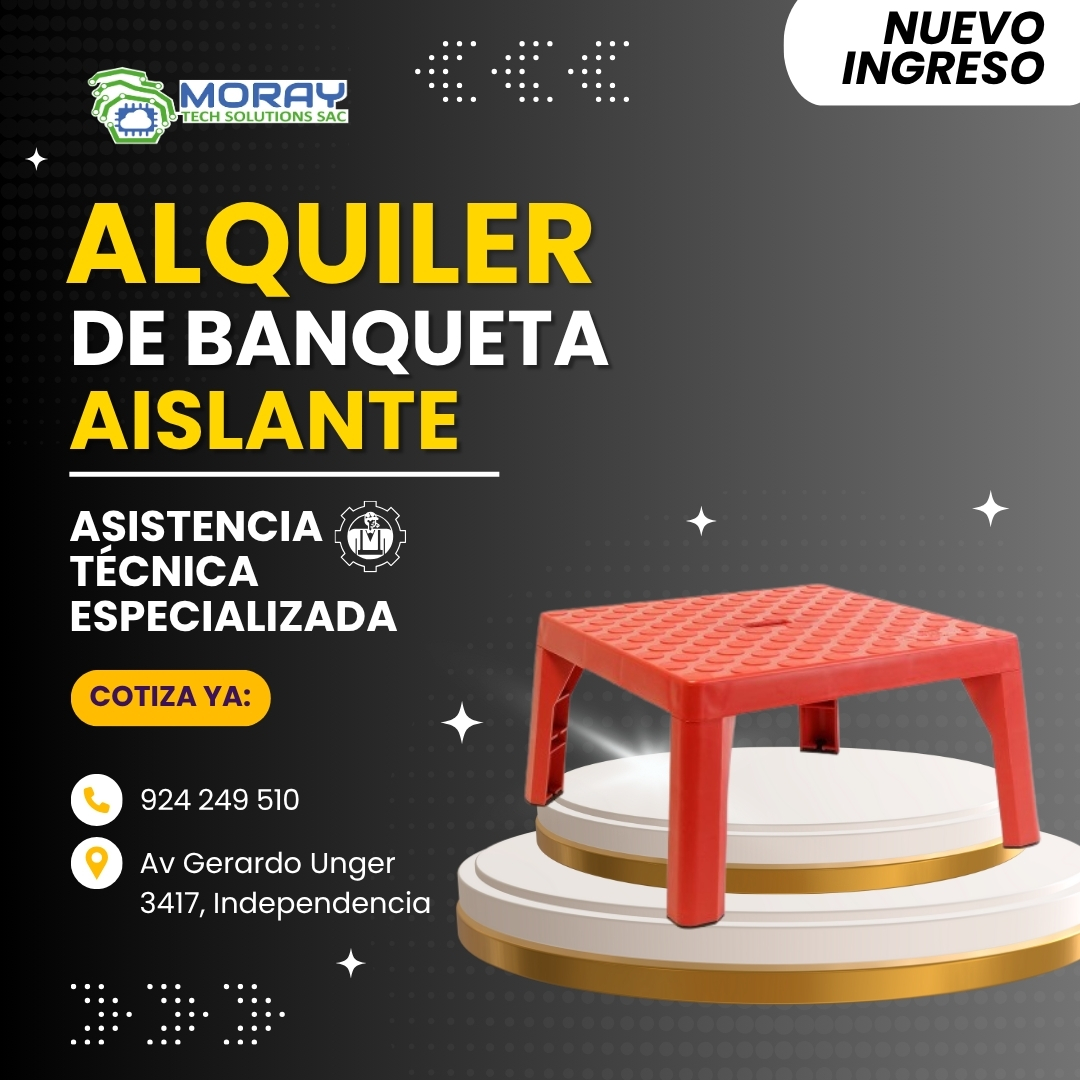 NUEVO
INGRESO
MORAY
TECH SOLUTIONS SAC
ALQUILER
DE BANQUETA
AISLANTE
ASISTENCIA
TÉCNICA
ESPECIALIZADA
COTIZA YA:
924 249 510
Av Gerardo Unger
3417, Independencia